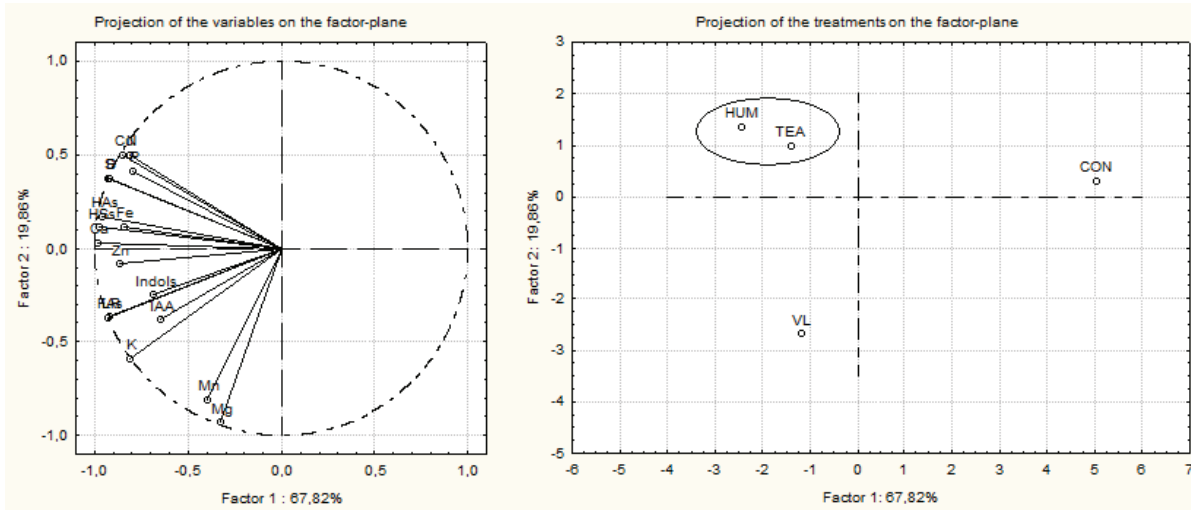 Projection of the variables on the factor-plane
1,0
0,5
0,0
-0,5
-1,0
Factor 2 : 19,86%
Cu
P
S
HAs
HSs
Fe
Ca
Zn
Indols
FAs
IAA
K
Mn
Mg
-1,0 -0,5 0,0 0,5 1,0
Factor 1 : 67,82%
Projection of the treatments on the factor-plane
3
2
1
0
-1
-2
-3
-4
-5
Factor 2: 19,86%
HUM
TEA
CON
VL
-6 -5 -4 -3 -2 -1 0 1 2 3 4 5 6 7
Factor 1: 67,82%